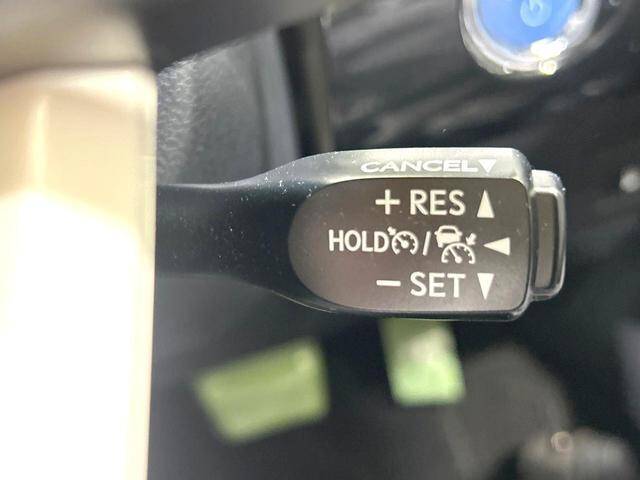 CANCEL▼
+ RES ▲
HOLD / ◀
− SET ▼